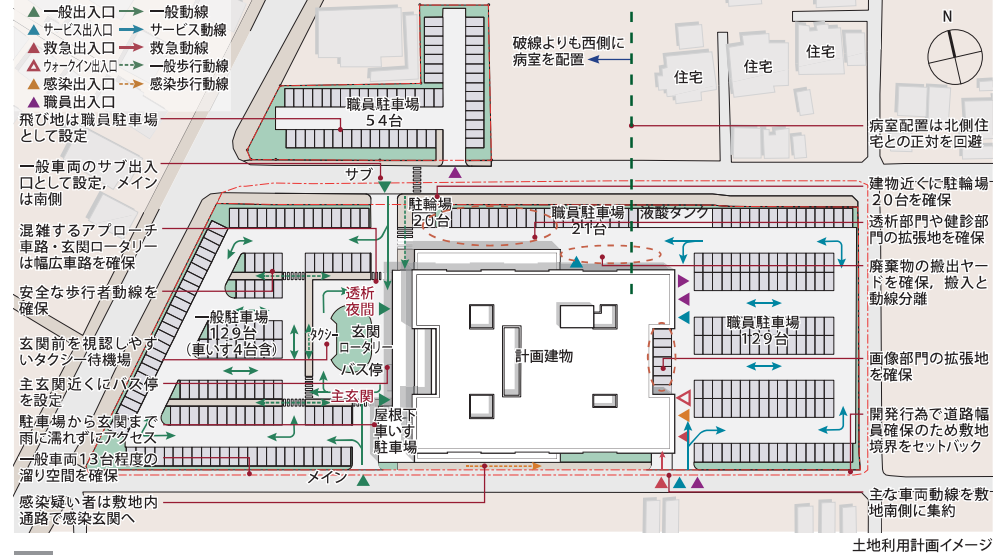 一般出入口 一般動線
サービス出入口 サービス動線
救急出入口 救急動線
ウォークイン出入口 一般歩行動線
感染出入口 感染歩行動線
職員出入口
飛び地は職員駐車場
として設定
一般車両のサブ出入
口として設定，メイン
は南側
混雑するアプローチ
車路・玄関ロータリー
は幅広車路を確保
安全な歩行者動線を
確保
玄関前を視認しやす
いタクシー待機場
主玄関近くにバス停
を設定
駐車場から玄関まで
雨に濡れずにアクセス
一般車両13台程度の
溜り空間を確保
感染疑い者は敷地内
通路で感染玄関へ
職員駐車場
54台
破線よりも西側に
病室を配置
住宅
住宅
住宅
N
サブ
駐輪場
20台
職員駐車場
21台
液酸タンク
一般駐車場
129台
（車いす4台含）
タクシー
透析
夜間
玄関
ロータリー
バス停
主玄関
屋根下
車いす
駐車場
計画建物
職員駐車場
129台
メイン
病室配置は北側住
宅との正対を回避
建物近くに駐輪場
20台を確保
透析部門や健診部
門の拡張地を確保
廃棄物の搬出ヤー
ドを確保，搬入と
動線分離
画像部門の拡張地
を確保
開発行為で道路幅
員確保のため敷地
境界をセットバック
主な車両動線を敷
地南側に集約
土地利用計画イメージ